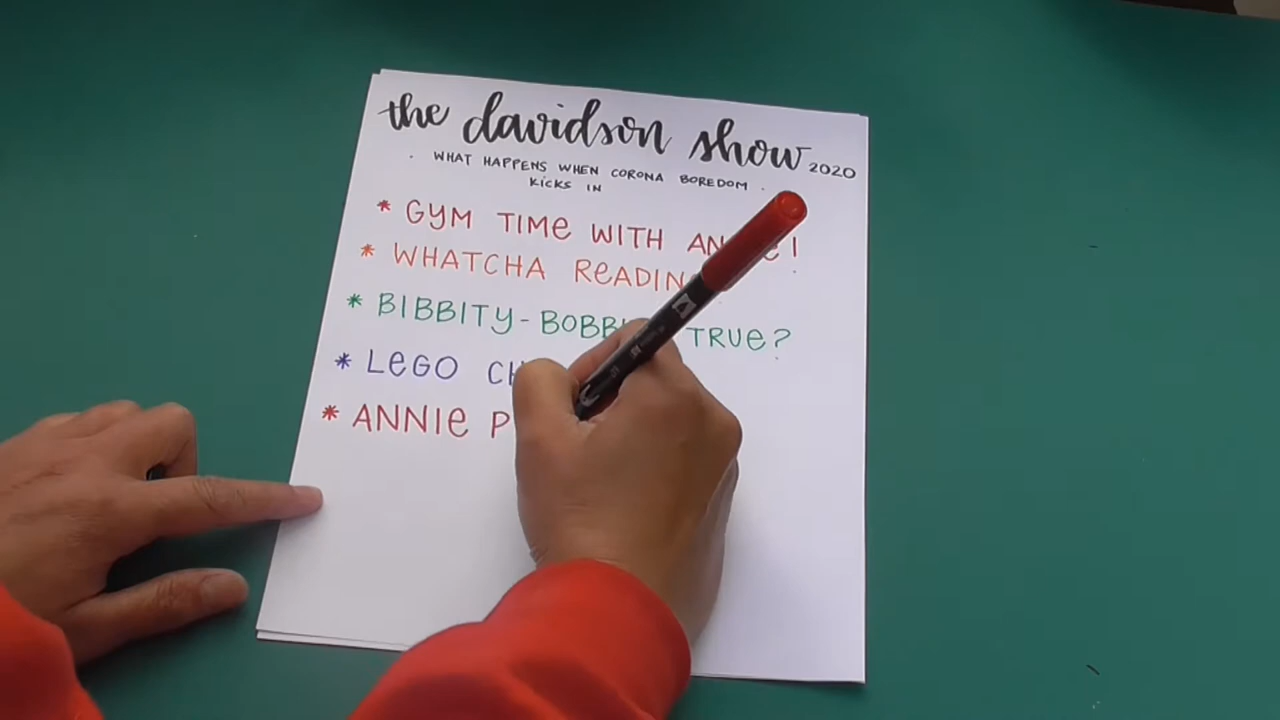 the davidson show 2020
. WHAT HAPPENS WHEN CORONA BOREDOM .
KICKS IN
* GYM TIME WITH !
* WHATCHA
* BIBBITY- TRUE?
* LEGO
* ANNIE